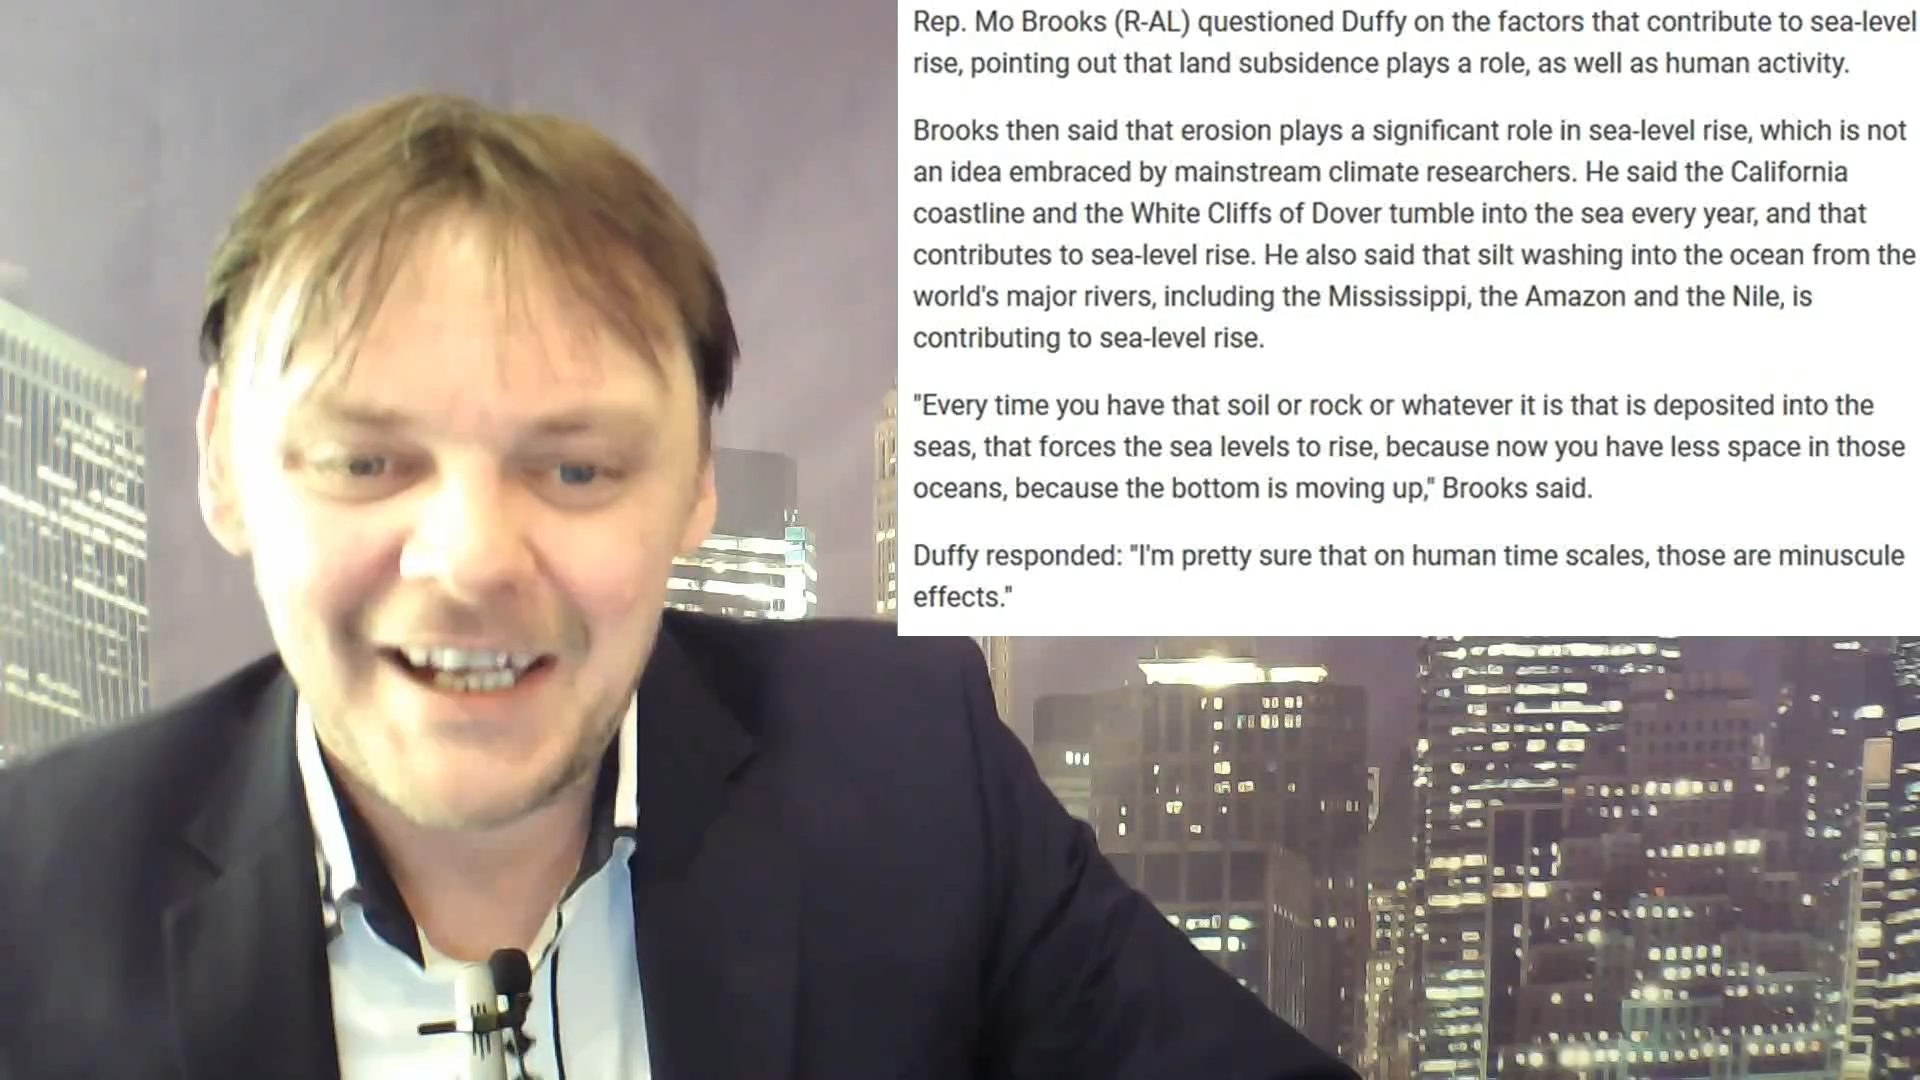 Rep. Mo Brooks (R-AL) questioned Duffy on the factors that contribute to sea-level
rise, pointing out that land subsidence plays a role, as well as human activity.
Brooks then said that erosion plays a significant role in sea-level rise, which is not
an idea embraced by mainstream climate researchers. He said the California
coastline and the White Cliffs of Dover tumble into the sea every year, and that
contributes to sea-level rise. He also said that silt washing into the ocean from the
world's major rivers, including the Mississippi, the Amazon and the Nile, is
contributing to sea-level rise.
"Every time you have that soil or rock or whatever it is that is deposited into the
seas, that forces the sea levels to rise, because now you have less space in those
oceans, because the bottom is moving up," Brooks said.
Duffy responded: "I'm pretty sure that on human time scales, those are minuscule
effects."